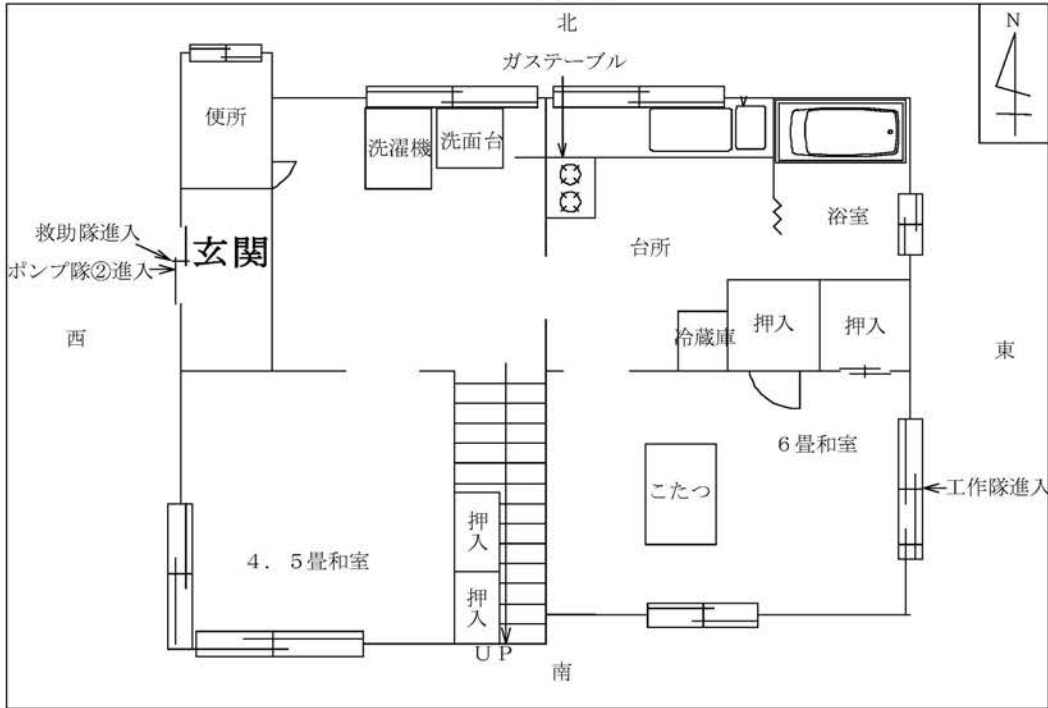 北
N
ガステーブル
便所
洗濯機
洗面台
浴室
救助隊進入
玄関
台所
ポンプ隊②進入
西
冷蔵庫
押入
押入
東
6畳和室
こたつ
工作隊進入
押入
4．5畳和室
押入
UP
南